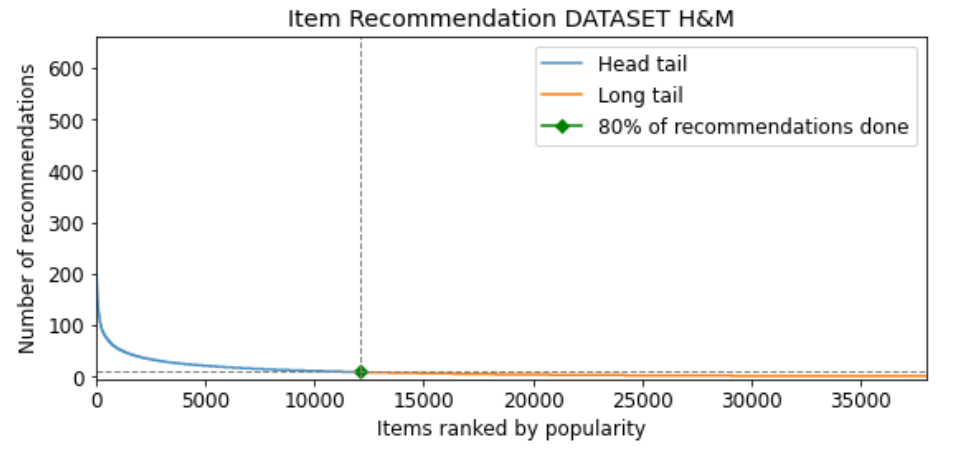 Item Recommendation DATASET H&M
Number of recommendations
600
500
400
300
200
100
0
Head tail
Long tail
80% of recommendations done
0 5000 10000 15000 20000 25000 30000 35000
Items ranked by popularity